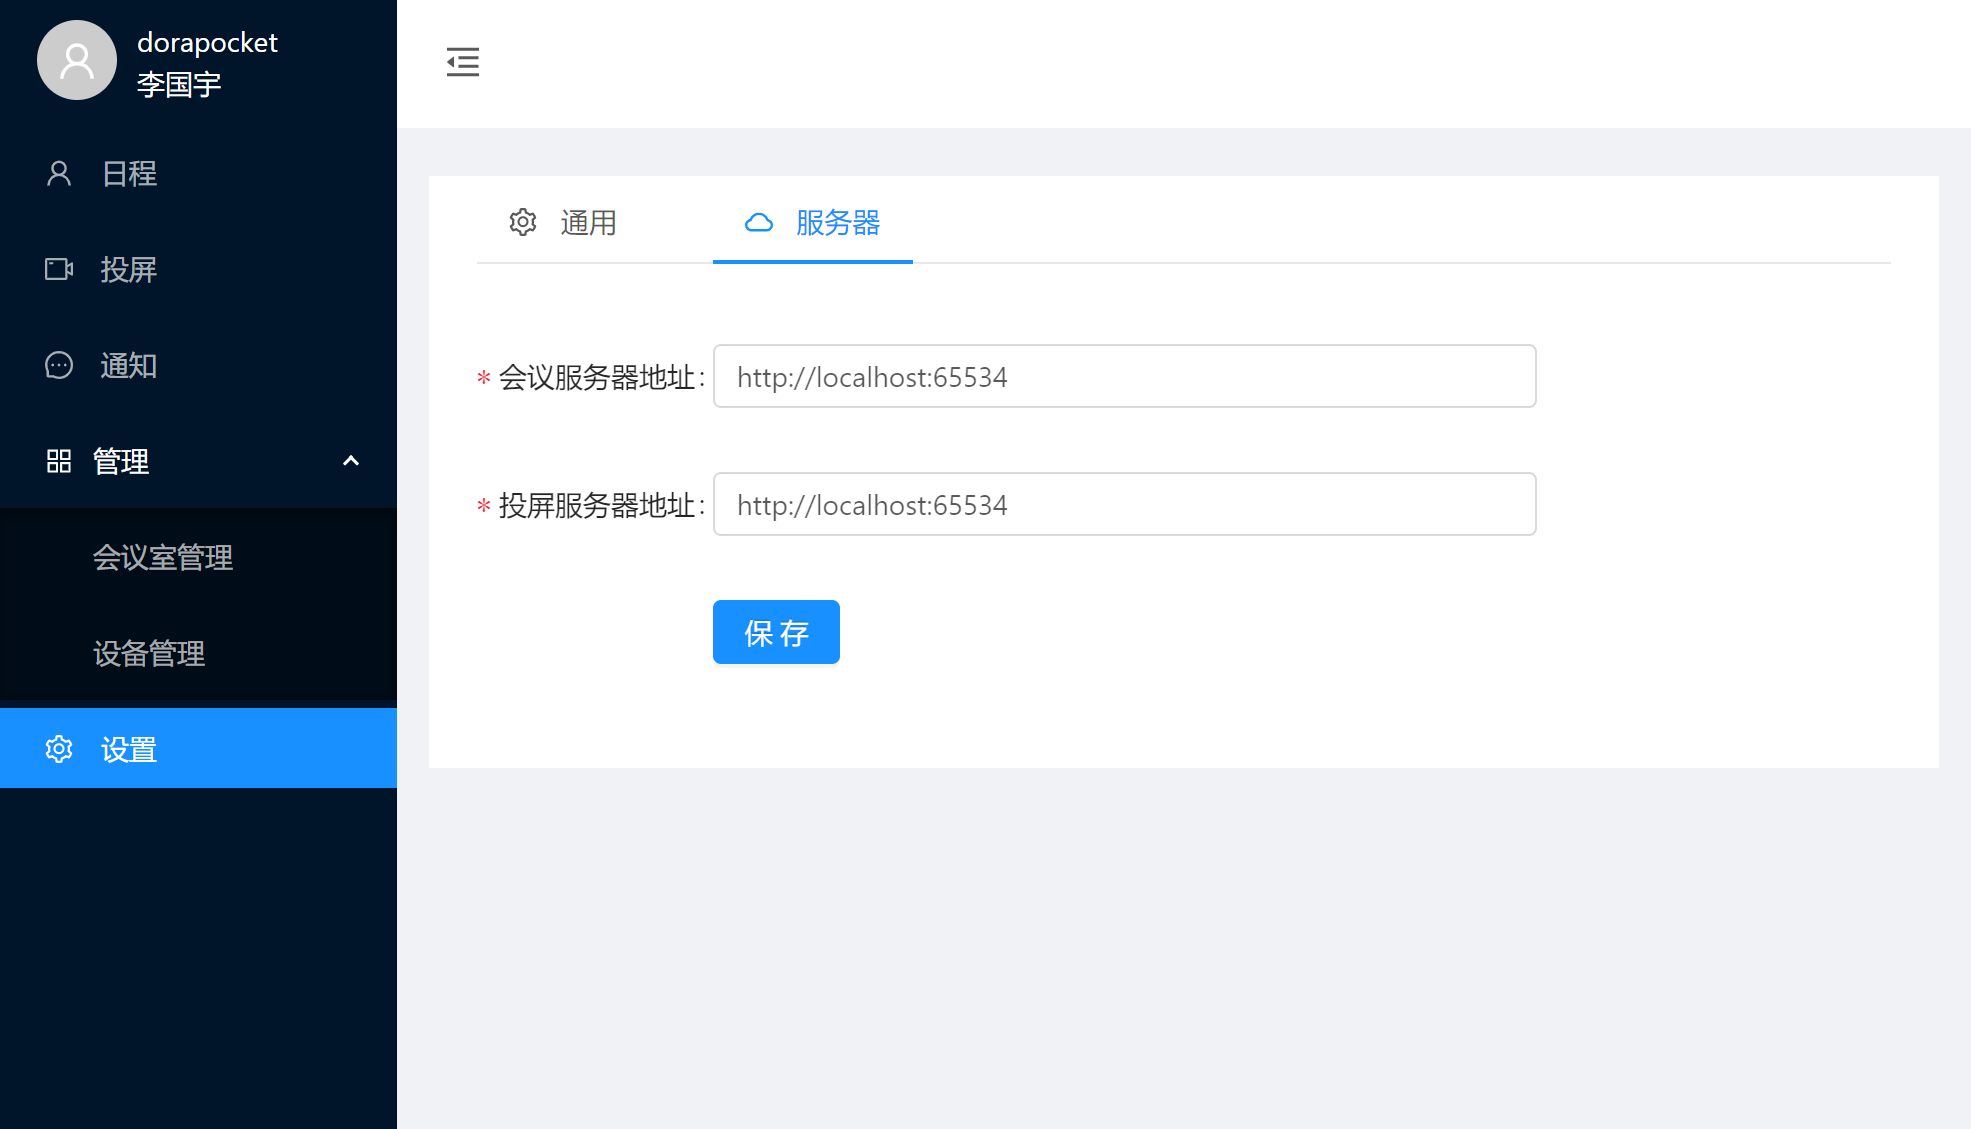 dorapocket
李国宇
日程
投屏
通知
管理
会议室管理
设备管理
设置
通用
服务器
* 会议服务器地址: http://localhost:65534
* 投屏服务器地址: http://localhost:65534
保 存